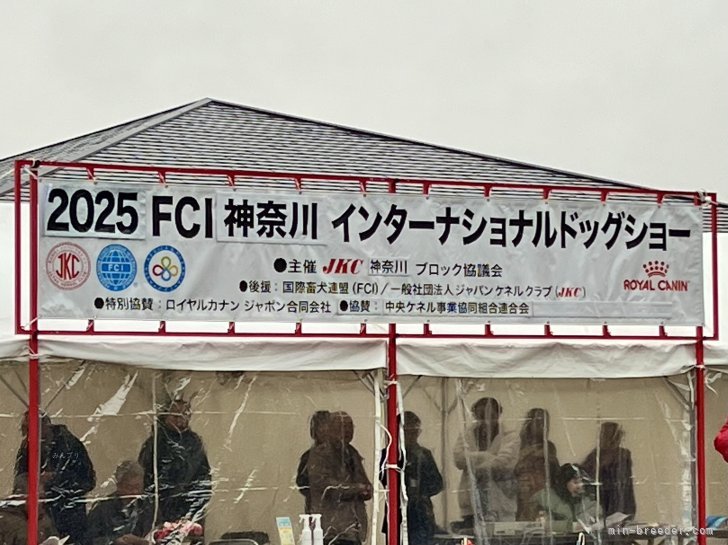 2025 FCI 神奈川 インターナショナルドッグショー
JKC FCI
●主催 JKC 神奈川 ブロック協議会
●後援：国際畜犬連盟(FCI)/一般社団法人ジャパンケネルクラブ(JKC)
●特別協賛：ロイヤルカナン ジャポン合同会社 ●協賛：中央ケネル事業協同組合連合会
ROYAL CANIN
みんブリ
min-breeder.com